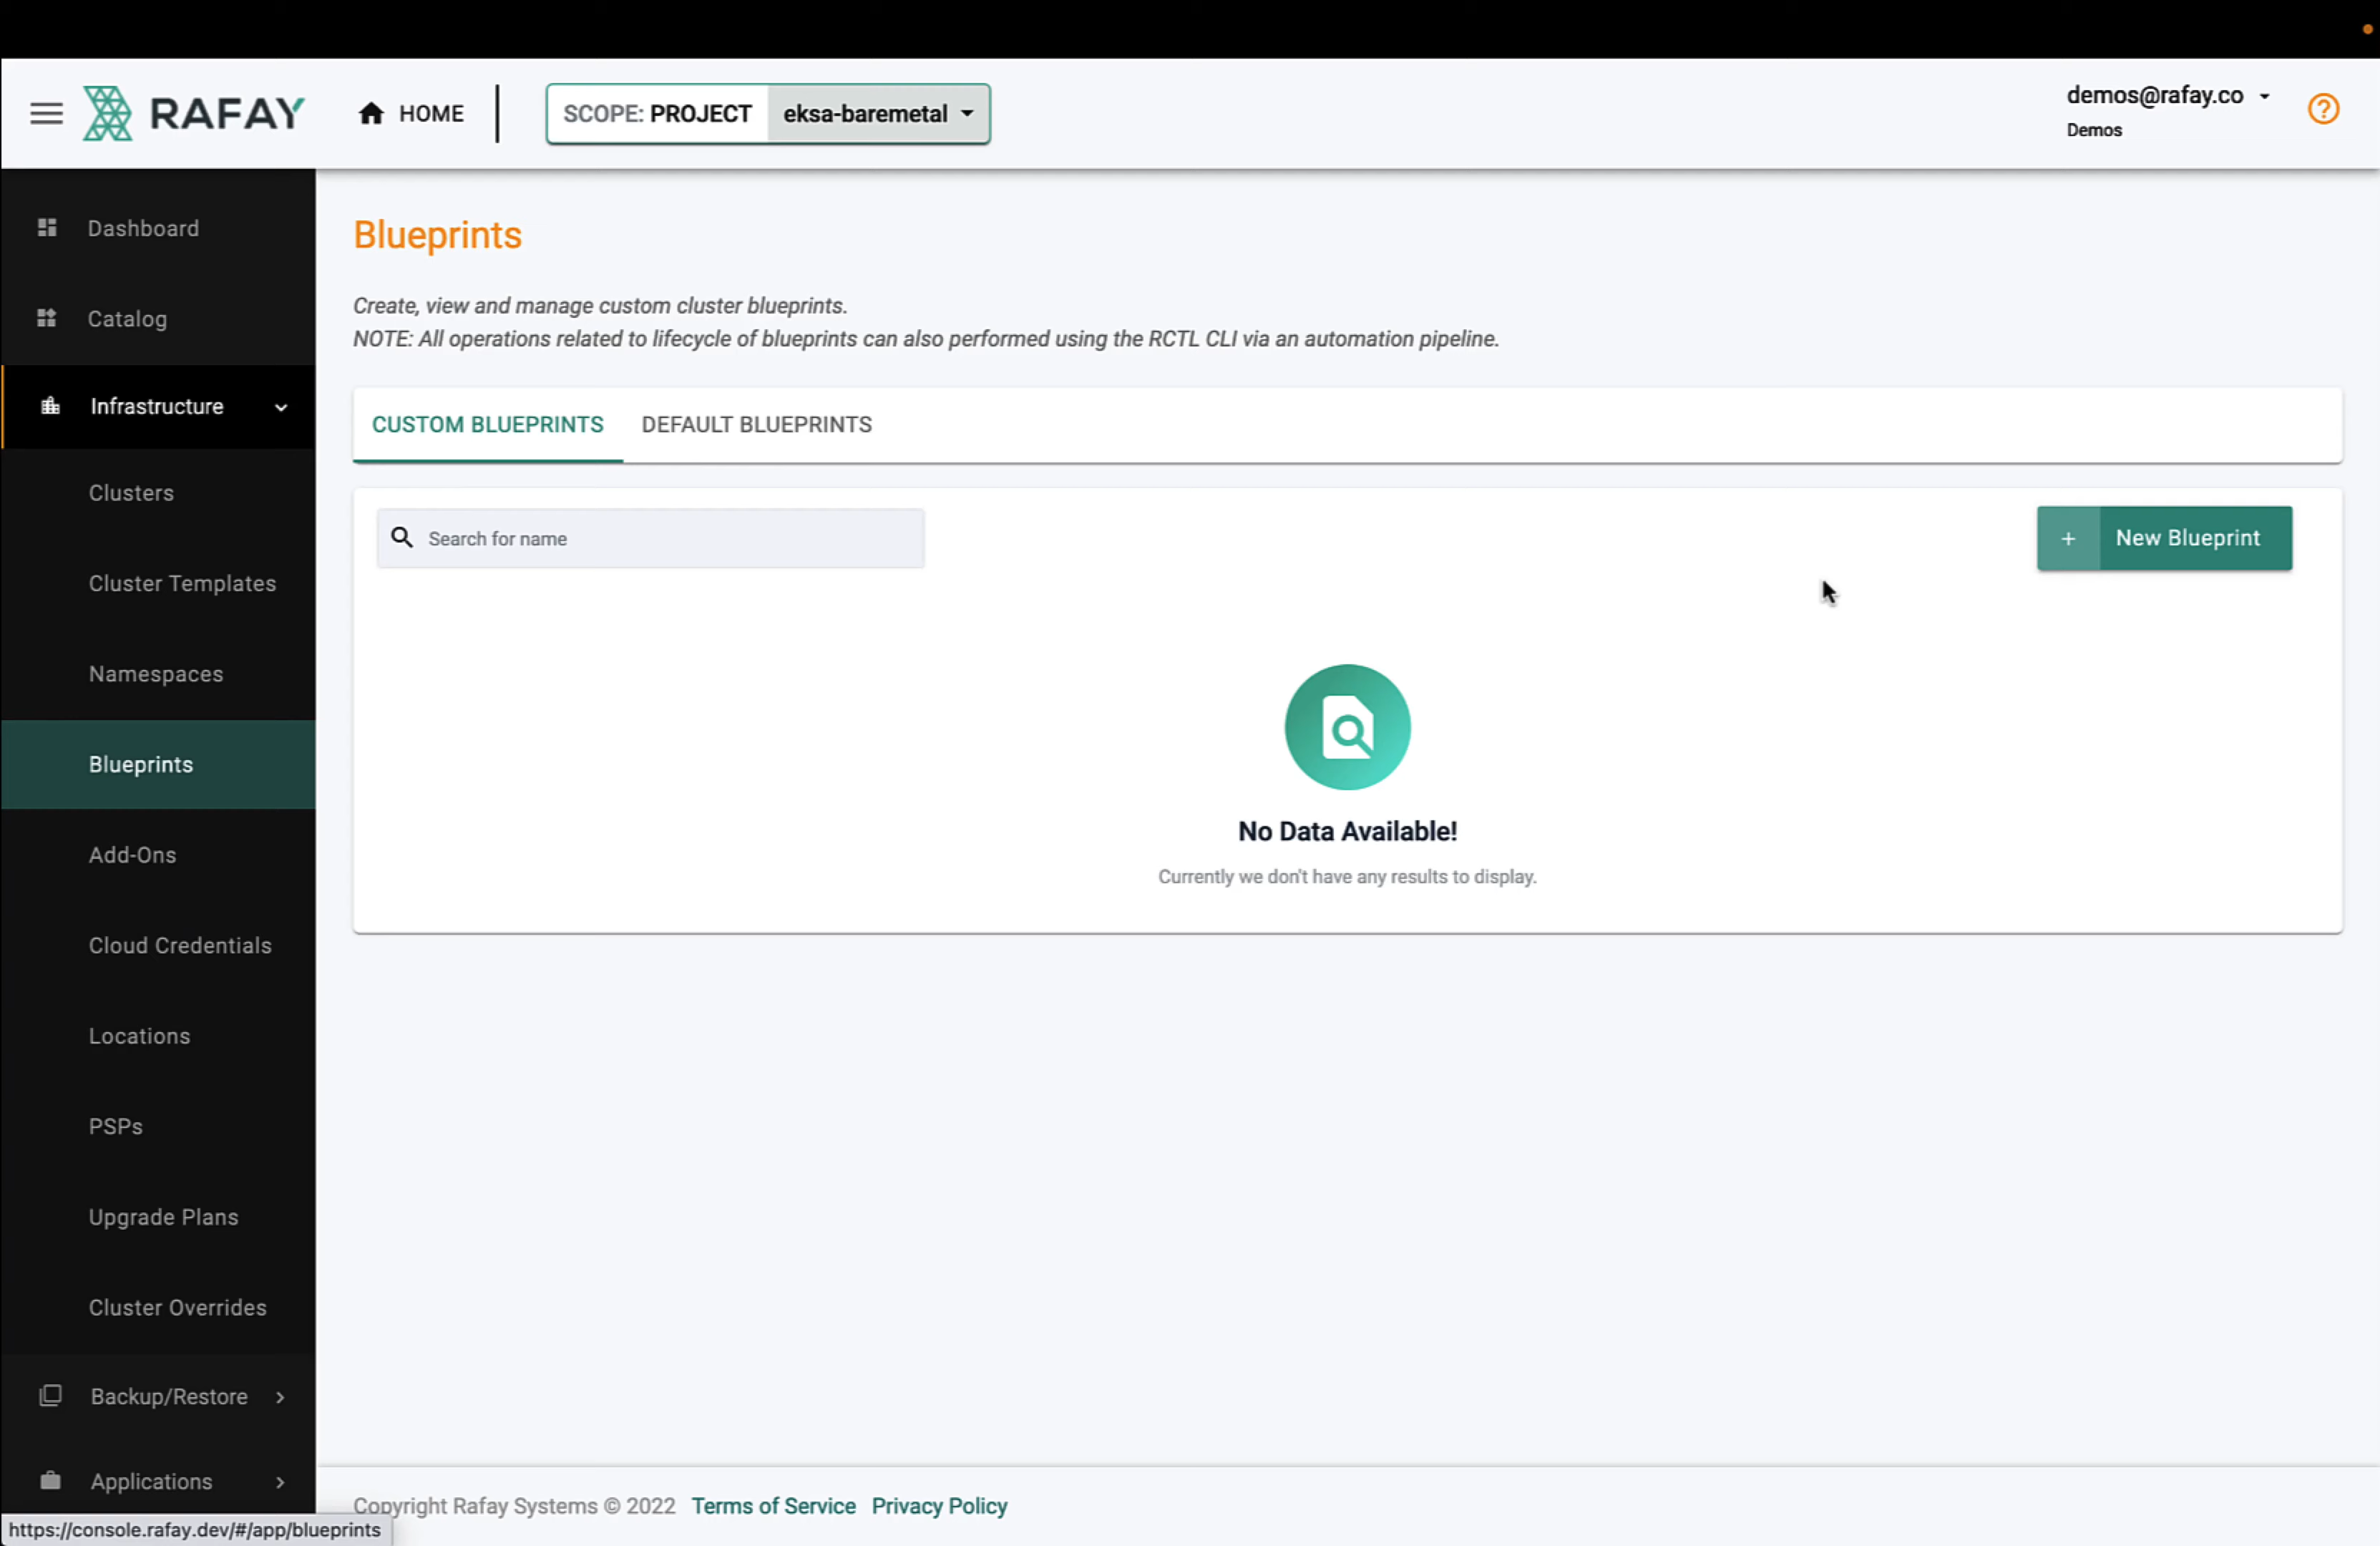 RAFAY
HOME
SCOPE: PROJECT eksa-baremetal
demos@rafay.co
Demos
Dashboard
Catalog
Infrastructure
Clusters
Cluster Templates
Namespaces
Blueprints
Add-Ons
Cloud Credentials
Locations
PSPs
Upgrade Plans
Cluster Overrides
Backup/Restore
Applications
https://console.rafay.dev/#/app/blueprints
Blueprints
Create, view and manage custom cluster blueprints.
NOTE: All operations related to lifecycle of blueprints can also performed using the RCTL CLI via an automation pipeline.
CUSTOM BLUEPRINTS DEFAULT BLUEPRINTS
Search for name
+ New Blueprint
No Data Available!
Currently we don't have any results to display.
Copyright Rafay Systems © 2022 Terms of Service Privacy Policy